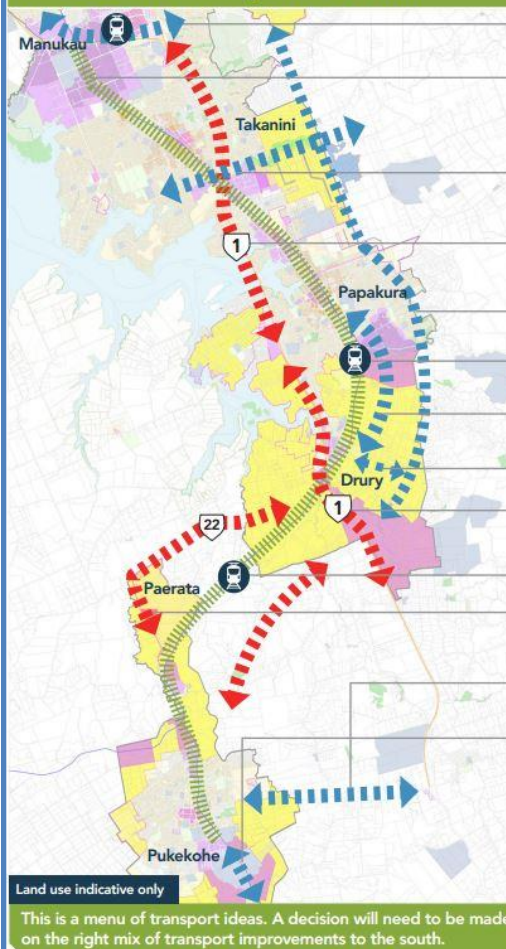 Manukau
Takanini
1
Papakura
Drury
1
22
Paerata
Pukekohe
Land use indicative only
This is a menu of transport ideas. A decision will need to be made
on the right mix of transport improvements to the south.